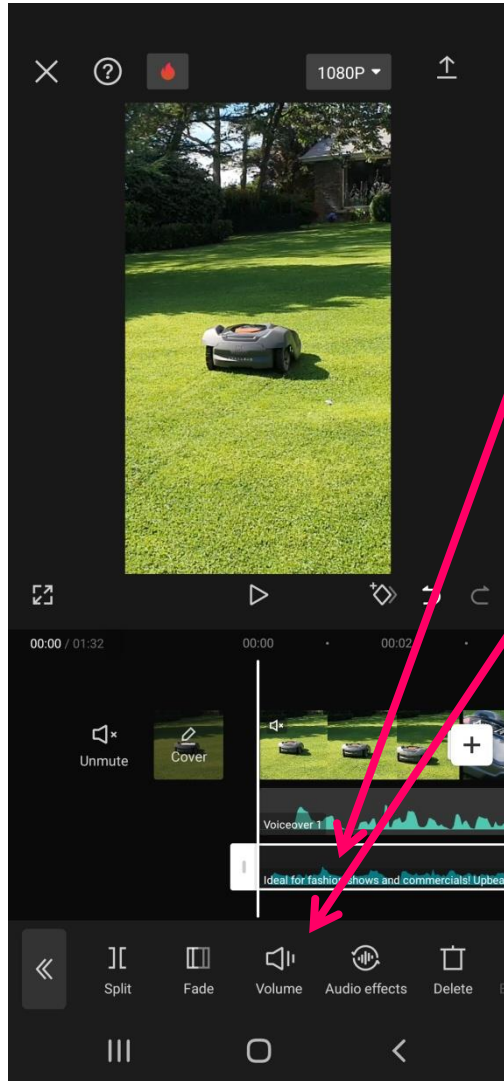 1080P
00:00 / 01:32
00:00
00:02
Unmute
Cover
Voiceover 1
Ideal for fashion shows and commercials! Upbea
Split
Fade
Volume
Audio effects
Delete